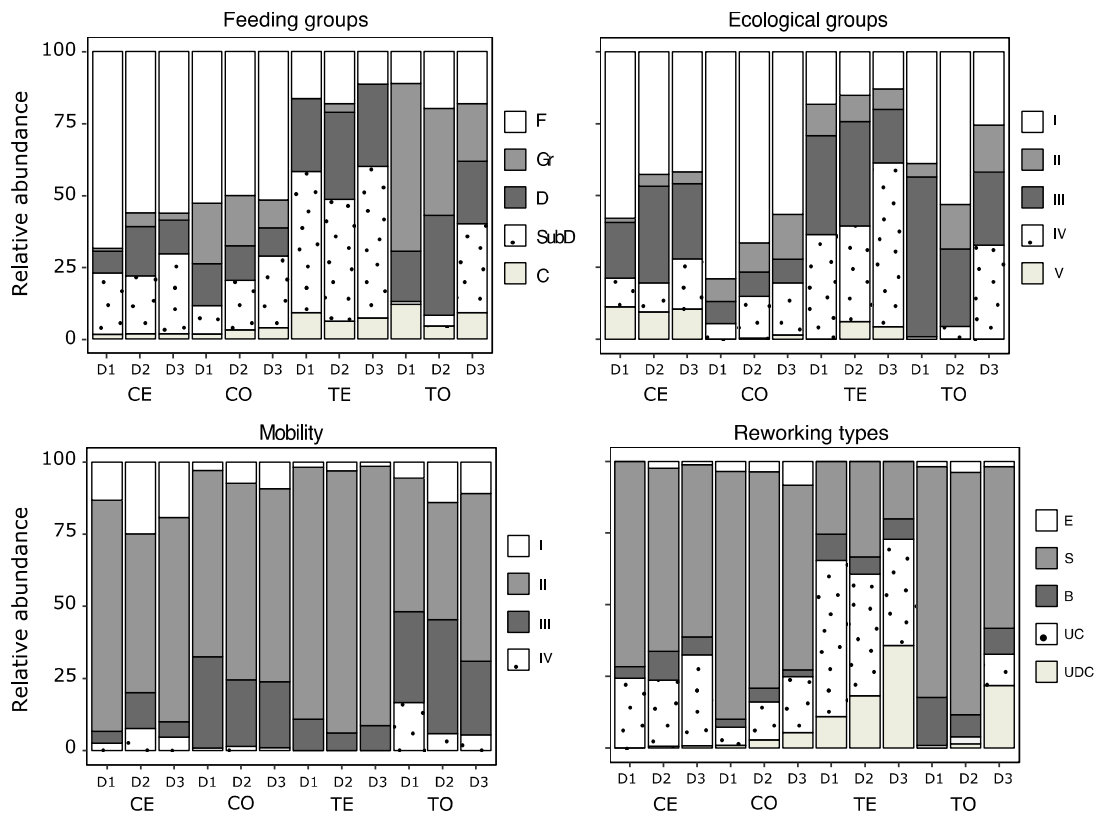 Feeding groups
Ecological groups
Relative abundance
100
75
50
25
0
F
Gr
D
SubD
C
I
II
III
IV
V
D1 D2 D3 D1 D2 D3 D1 D2 D3 D1 D2 D3
CE CO TE TO
D1 D2 D3 D1 D2 D3 D1 D2 D3 D1 D2 D3
CE CO TE TO
Mobility
Reworking types
Relative abundance
100
75
50
25
0
I
II
III
IV
E
S
B
UC
UDC
D1 D2 D3 D1 D2 D3 D1 D2 D3 D1 D2 D3
CE CO TE TO
D1 D2 D3 D1 D2 D3 D1 D2 D3 D1 D2 D3
CE CO TE TO